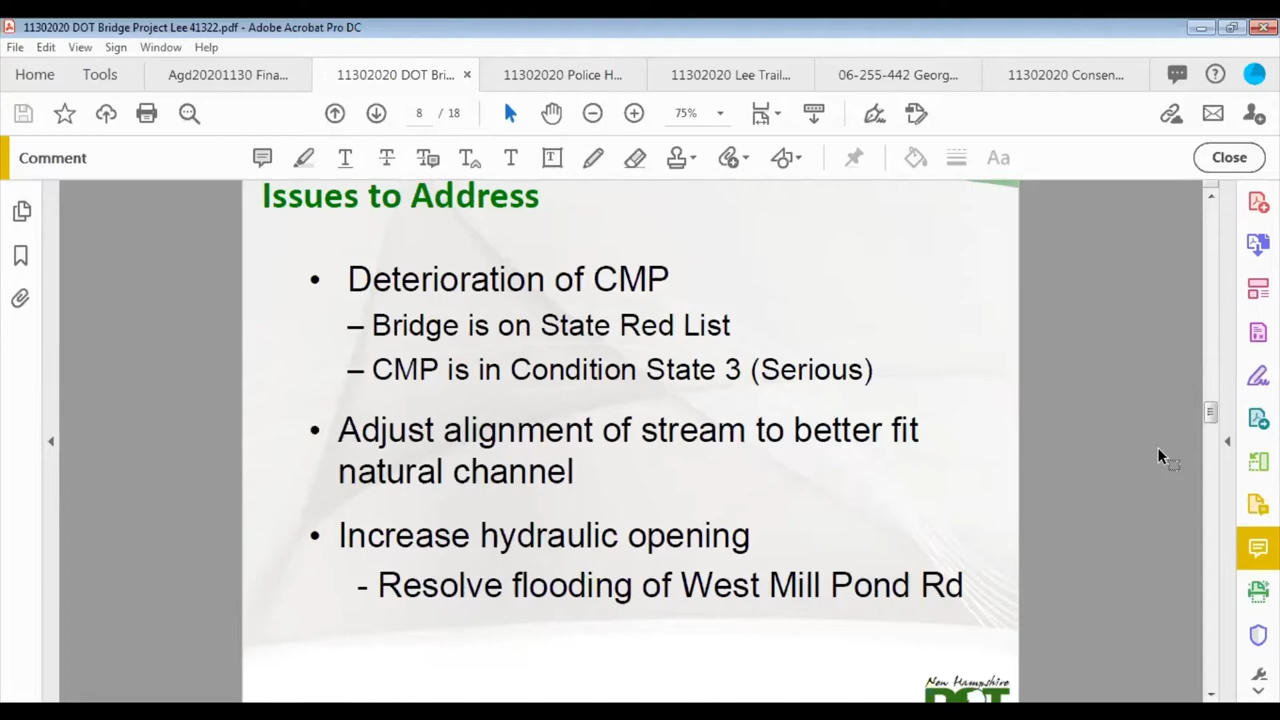 11302020 DOT Bridge Project Lee 41322.pdf - Adobe Acrobat Pro DC
File Edit View Sign Window Help
Home Tools Agd20201130 Fina... 11302020 DOT Bri... × 11302020 Police H... 11302020 Lee Trail... 06-255-442 Georg... 11302020 Consen...
8 / 18 75%
Comment Close
Issues to Address
• Deterioration of CMP
– Bridge is on State Red List
– CMP is in Condition State 3 (Serious)
• Adjust alignment of stream to better fit
natural channel
• Increase hydraulic opening
- Resolve flooding of West Mill Pond Rd
New Hampshire
DOT